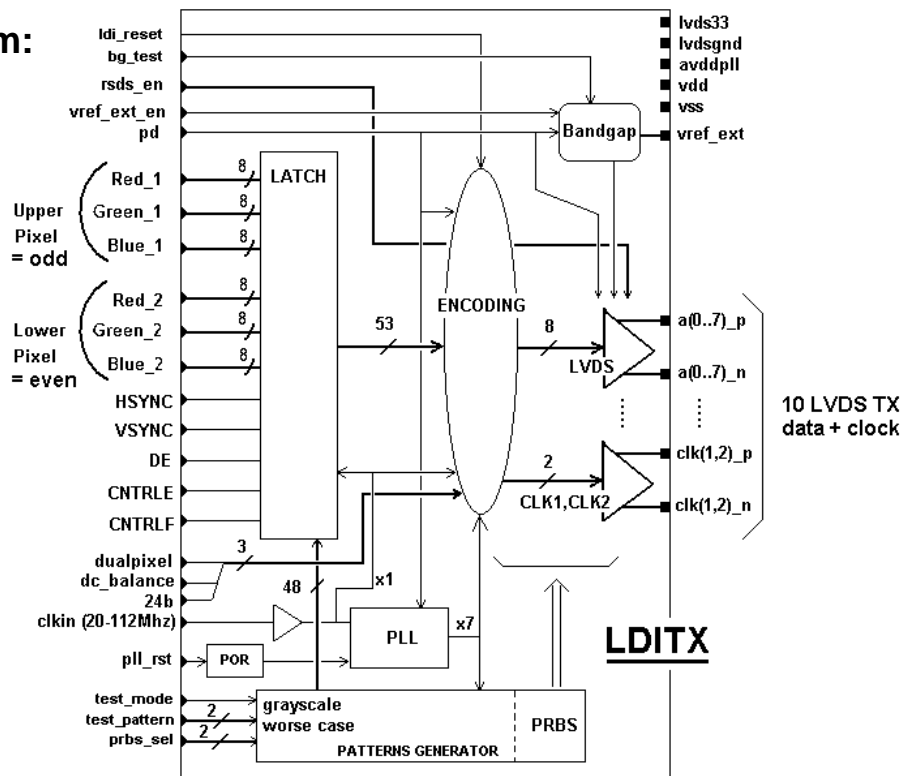 m:
ldi_reset
bg_test
rsds_en
vref_ext_en
pd
lvds33
lvdsgnd
avddpll
vdd
vss
vref_ext
Bandgap
Upper
Pixel
= odd
Red_1
8
Green_1
8
Blue_1
8
LATCH
Lower
Pixel
= even
Red_2
8
Green_2
8
Blue_2
8
HSYNC
VSYNC
DE
CNTRLE
CNTRLF
53
ENCODING
8
LVDS
a(0..7)_p
a(0..7)_n
2
CLK1,CLK2
clk(1,2)_p
clk(1,2)_n
10 LVDS TX
data + clock
dualpixel
dc_balance
24b
3
48
x1
clkin (20-112Mhz)
PLL
x7
pll_rst
POR
LDITX
test_mode
test_pattern
2
prbs_sel
2
grayscale
worse case
PATTERNS GENERATOR
PRBS